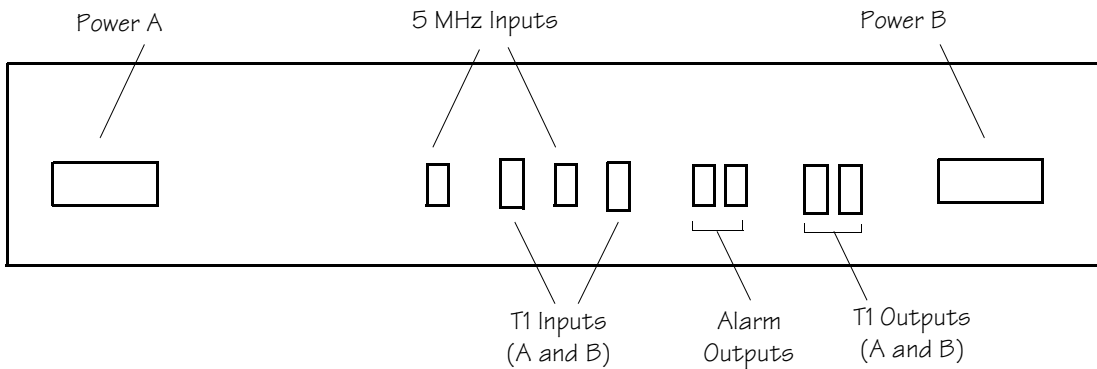 Power A
5 MHz Inputs
Power B
T1 Inputs
(A and B)
Alarm
Outputs
T1 Outputs
(A and B)